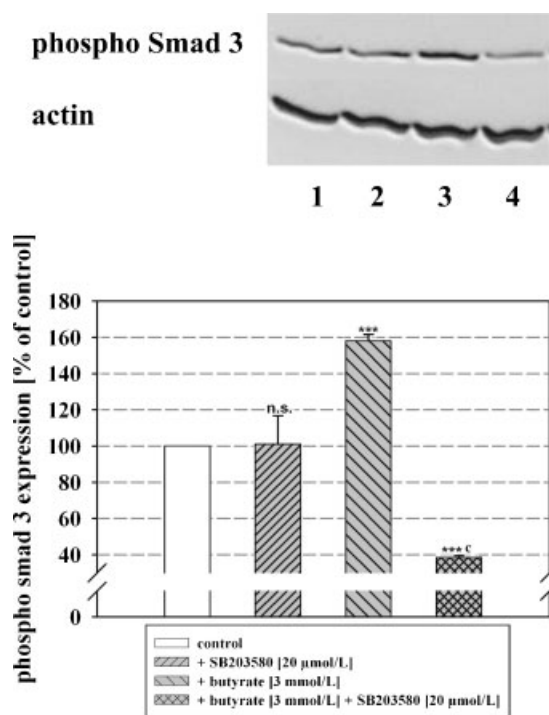 phospho Smad 3
actin
1 2 3 4
phospho smad 3 expression [% of control]
180
160
140
120
100
80
60
40
0
n.s.
***
*** c
control
+ SB203580 [20 µmol/L]
+ butyrate [3 mmol/L]
+ butyrate [3 mmol/L] + SB203580 [20 µmol/L]